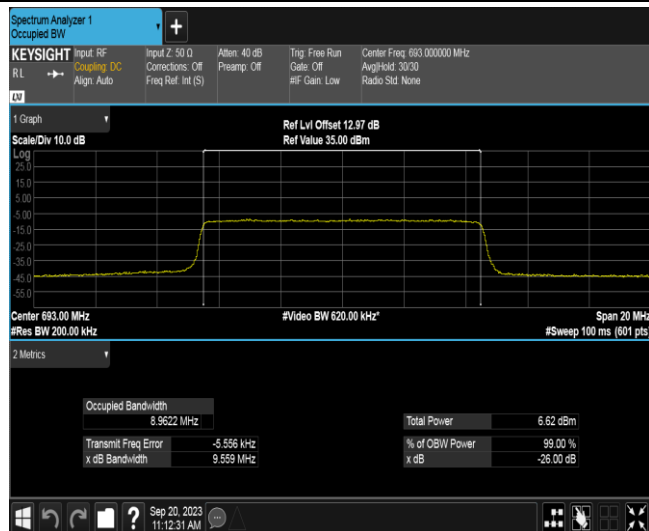 Spectrum Analyzer 1
Occupied BW
+
KEYSIGHT
RL
Input: RF
Coupling: DC
Align: Auto
Input Z: 50 Ω
Corrections: Off
Freq Ref: Int (S)
Atten: 40 dB
Preamp: Off
Trig: Free Run
Gate: Off
#IF Gain: Low
Center Freq: 693.000000 MHz
Avg|Hold: 30/30
Radio Std: None
LXI
1 Graph
Scale/Div 10.0 dB
Ref Lvl Offset 12.97 dB
Ref Value 35.00 dBm
Log
25.0
15.0
5.00
-5.00
-15.0
-25.0
-35.0
-45.0
-55.0
Center 693.00 MHz
#Res BW 200.00 kHz
#Video BW 620.00 kHz*
Span 20 MHz
#Sweep 100 ms (601 pts)
2 Metrics
Occupied Bandwidth
8.9622 MHz
Transmit Freq Error -5.556 kHz
x dB Bandwidth 9.559 MHz
Total Power 6.62 dBm
% of OBW Power 99.00 %
x dB -26.00 dB
?
Sep 20, 2023
11:12:31 AM